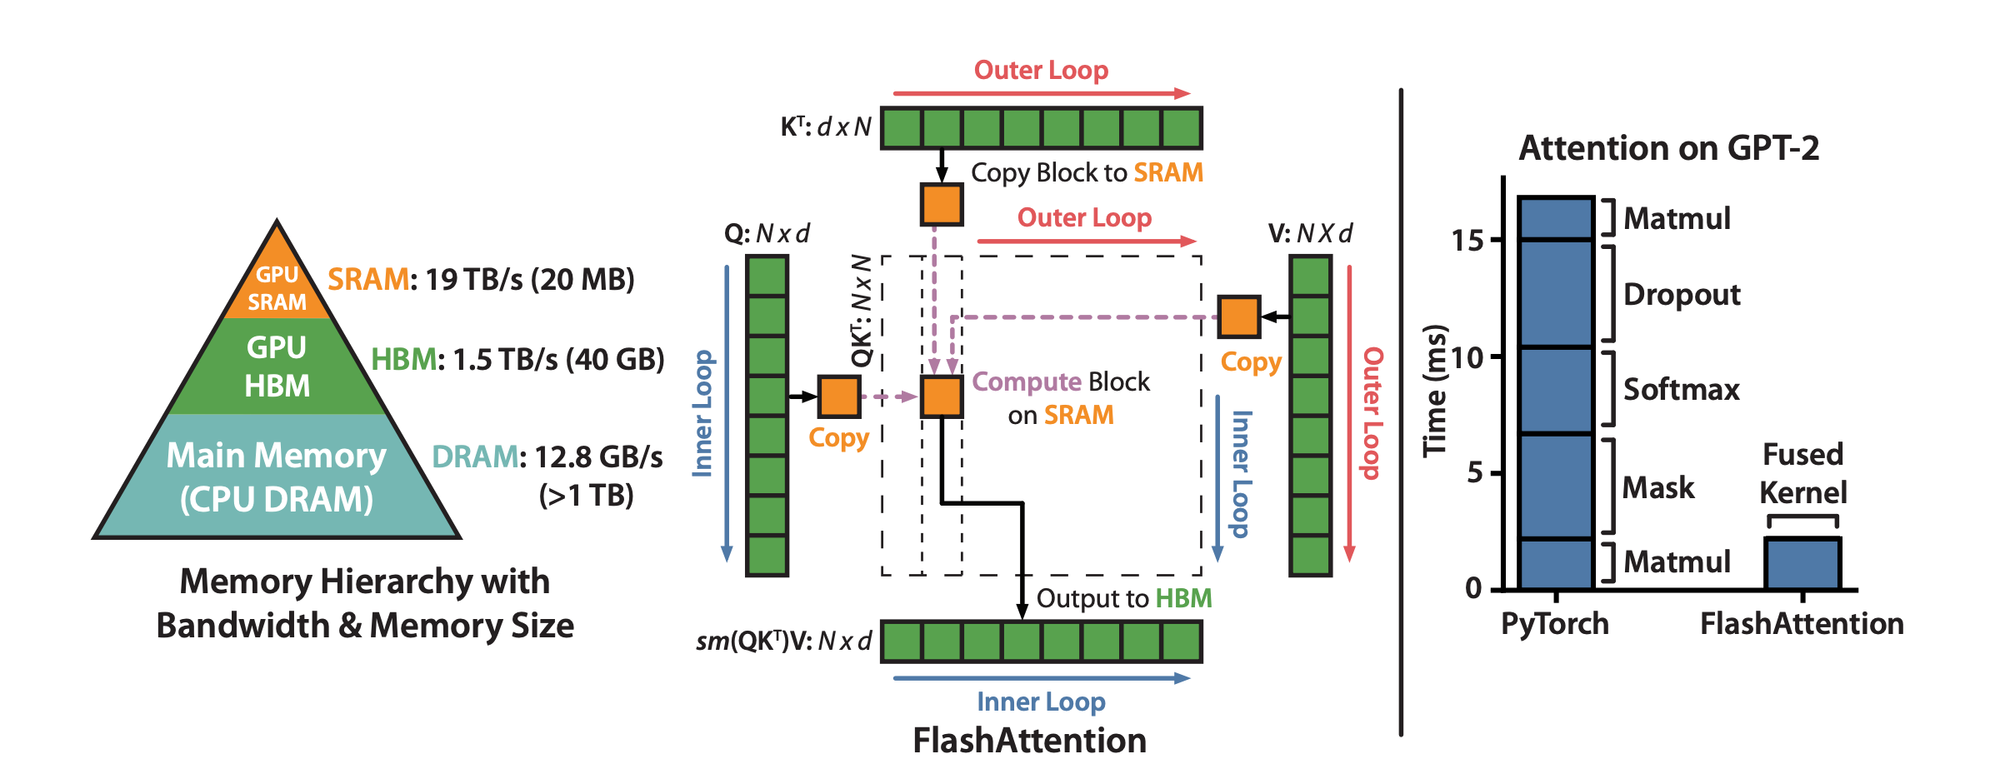 GPU
SRAM
SRAM: 19 TB/s (20 MB)
GPU
HBM
HBM: 1.5 TB/s (40 GB)
Main Memory
(CPU DRAM)
DRAM: 12.8 GB/s
(>1 TB)
Memory Hierarchy with
Bandwidth & Memory Size
Outer Loop
Kᵀ: d x N
Copy Block to SRAM
Outer Loop
Q: N x d
V: N X d
QKᵀ: N x N
Inner Loop
Copy
Compute Block
on SRAM
Copy
Inner Loop
Outer Loop
Output to HBM
sm(QKᵀ)V: N x d
Inner Loop
FlashAttention
Attention on GPT-2
Time (ms)
15
10
5
0
Matmul
Dropout
Softmax
Mask
Matmul
Fused
Kernel
PyTorch
FlashAttention